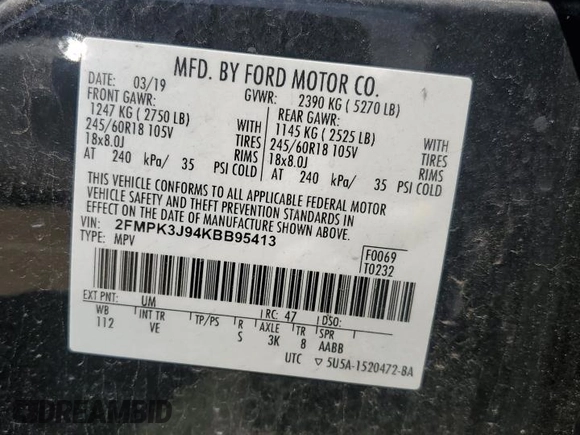 MFD. BY FORD MOTOR CO.
DATE: 03/19 GVWR: 2390 KG ( 5270 LB)
FRONT GAWR: REAR GAWR:
1247 KG ( 2750 LB) WITH 1145 KG ( 2525 LB) WITH
245/60R18 105V TIRES 245/60R18 105V TIRES
18x8.0J RIMS 18x8.0J RIMS
AT 240 kPa/ 35 PSI COLD AT 240 kPa/ 35 PSI COLD
THIS VEHICLE CONFORMS TO ALL APPLICABLE FEDERAL MOTOR
VEHICLE SAFETY AND THEFT PREVENTION STANDARDS IN
EFFECT ON THE DATE OF MANUFACTURE SHOWN ABOVE.
VIN: 2FMPK3J94KBB95413
TYPE: MPV
F0069
T0232
EXT PNT: UM RC: 47 DSO:
WB INT TR TP/PS R AXLE TR SPR
112 VE S 3K 8 AABB
UTC ▽ 5U5A-1520472-BA
DREAMBID